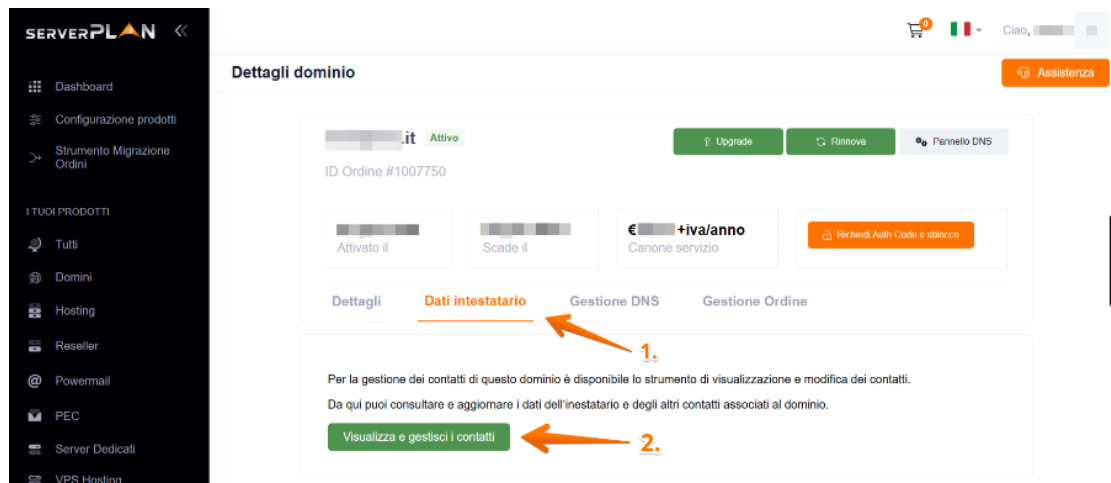 SERVERPLAN
0
Ciao,
Dettagli dominio
Assistenza
Dashboard
Configurazione prodotti
Strumento Migrazione
Ordini
I TUOI PRODOTTI
Tutti
Domini
Hosting
Reseller
Powermail
PEC
Server Dedicati
VPS Hosting
.it Attivo
Upgrade
Rinnova
Pannello DNS
ID Ordine #1007750
Attivato il
Scade il
€ +iva/anno
Canone servizio
Richiedi Auth Code e sblocco
Dettagli Dati intestatario Gestione DNS Gestione Ordine
1.
Per la gestione dei contatti di questo dominio è disponibile lo strumento di visualizzazione e modifica dei contatti.
Da qui puoi consultare e aggiornare i dati dell'inestatario e degli altri contatti associati al dominio.
Visualizza e gestisci i contatti
2.